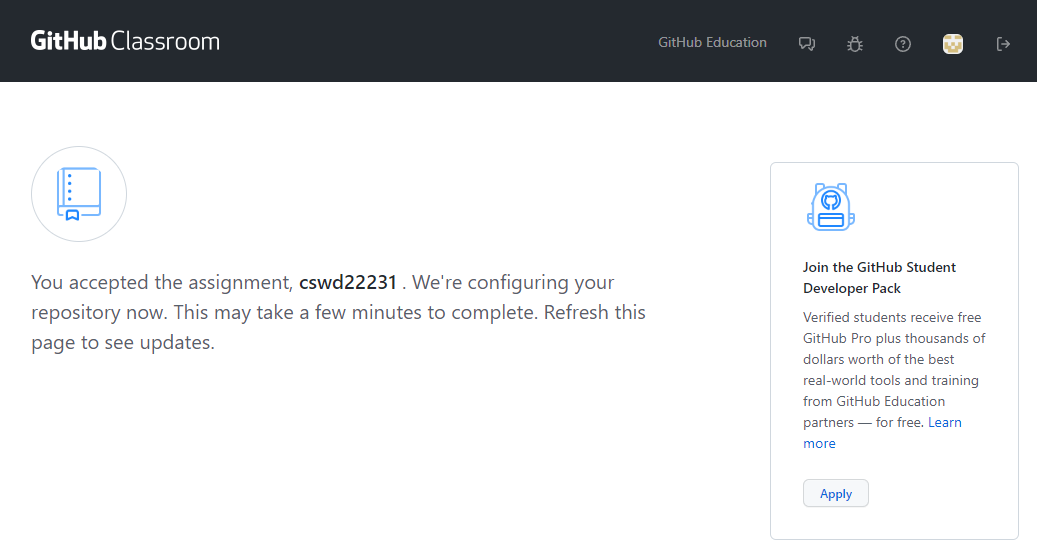 GitHub Classroom
GitHub Education
You accepted the assignment, cswd22231 . We're configuring your
repository now. This may take a few minutes to complete. Refresh this
page to see updates.
Join the GitHub Student
Developer Pack
Verified students receive free
GitHub Pro plus thousands of
dollars worth of the best
real-world tools and training
from GitHub Education
partners — for free. Learn
more
Apply